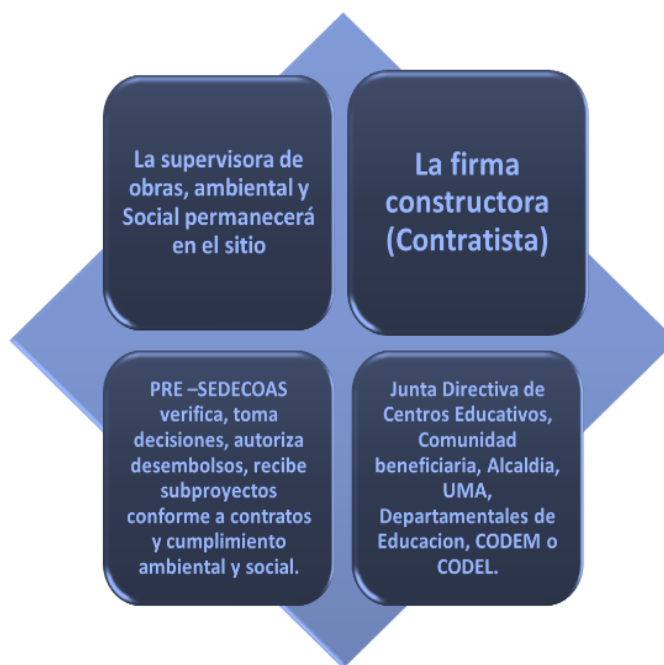 La supervisora de
obras, ambiental y
Social permanecerá
en el sitio
La firma
constructora
(Contratista)
PRE –SEDECOAS
verifica, toma
decisiones, autoriza
desembolsos, recibe
subproyectos
conforme a contratos
y cumplimiento
ambiental y social.
Junta Directiva de
Centros Educativos,
Comunidad
beneficiaria, Alcaldia,
UMA,
Departamentales de
Educacion, CODEM o
CODEL.